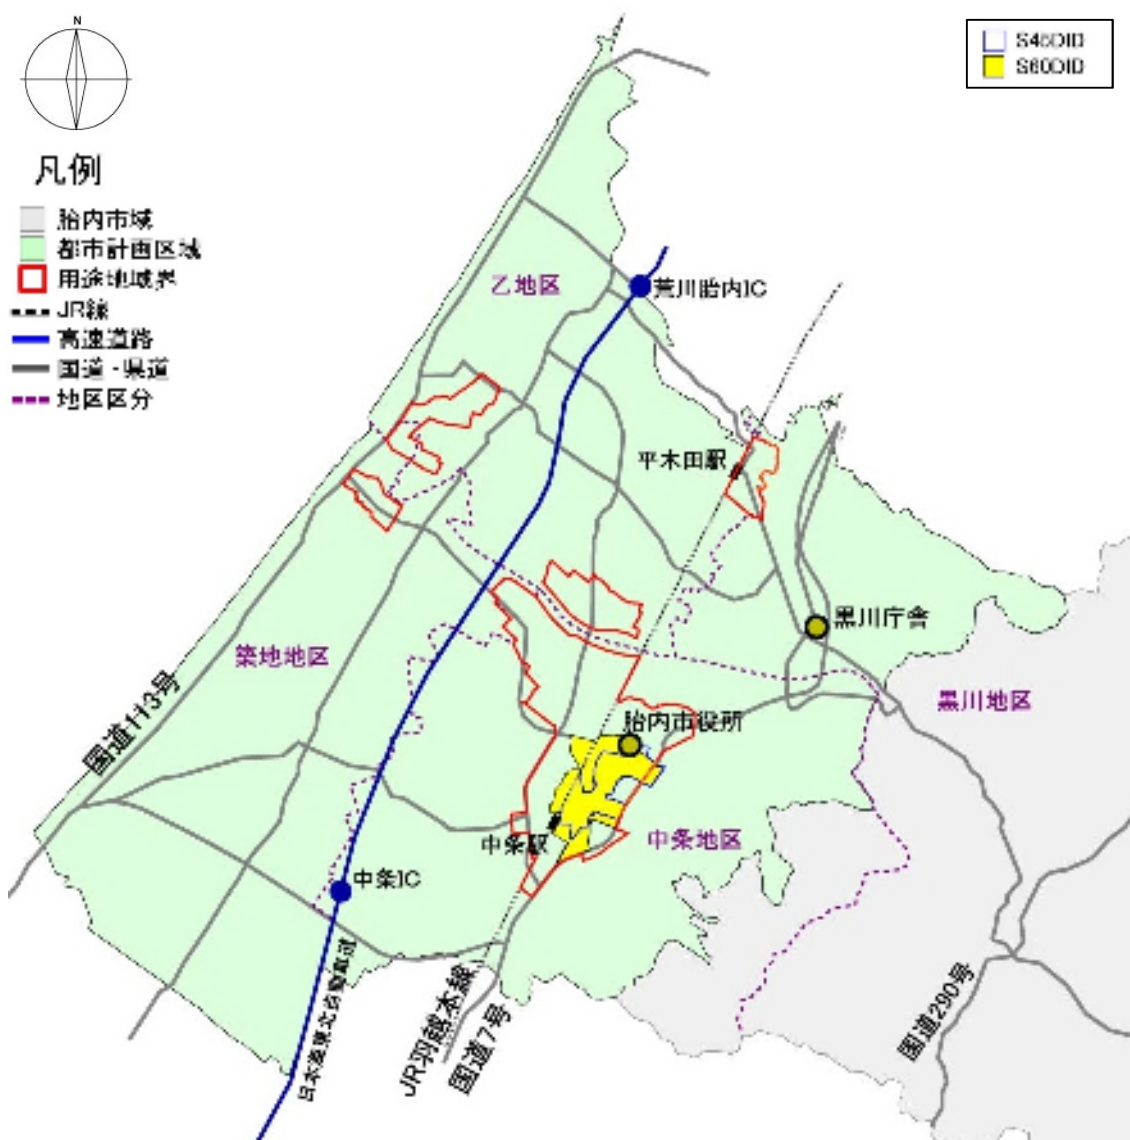 N
S45DID
S60DID
凡例
胎内市域
都市計画区域
用途地域界
JR線
高速道路
国道・県道
地区区分
乙地区
荒川胎内IC
平木田駅
黒川庁舎
築地地区
国道113号
黒川地区
胎内市役所
中条駅
中条地区
中条IC
日本海東北自動車道
JR羽越本線
国道7号
国道290号